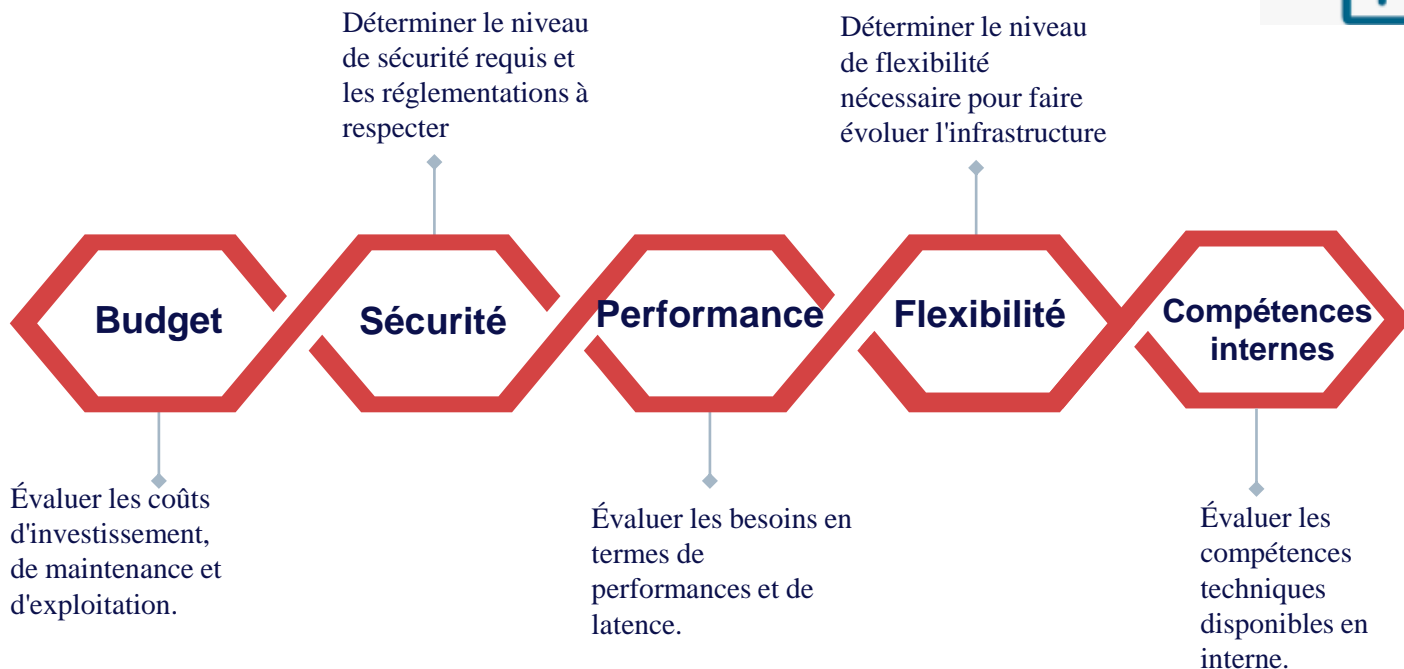 Déterminer le niveau
de sécurité requis et
les réglementations à
respecter
Déterminer le niveau
de flexibilité
nécessaire pour faire
évoluer l'infrastructure
Budget
Sécurité
Performance
Flexibilité
Compétences
internes
Évaluer les coûts
d'investissement,
de maintenance et
d'exploitation.
Évaluer les besoins en
termes de
performances et de
latence.
Évaluer les
compétences
techniques
disponibles en
interne.